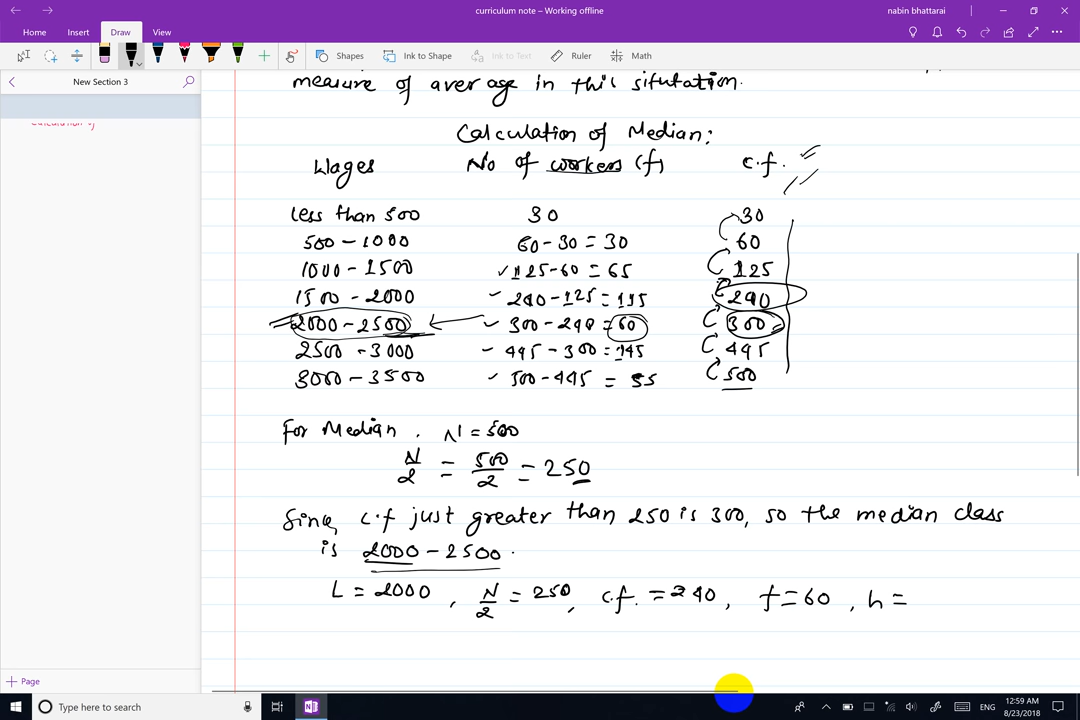 curriculum note – Working offline
nabin bhattarai
Home Insert Draw View
Shapes Ink to Shape Ink to Text Ruler Math
New Section 3
Calculation of
measure of average in this situtation.
Calculation of Median:
Wages No of workers (f) c.f.
less than 500 30 30
500 – 1000 60 – 30 = 30 60
1000 – 1500 125 – 60 = 65 125
1500 – 2000 240 – 125 = 115 240
2000 – 2500 300 – 240 = 60 300
2500 – 3000 445 – 300 = 145 445
3000 – 3500 500 – 445 = 55 500
For Median, N = 500
N/2 = 500/2 = 250
Since, c.f just greater than 250 is 300, so the median class
is 2000 – 2500.
L = 2000, N/2 = 250, c.f. = 240, f = 60, h =
+ Page
Type here to search
ENG
12:59 AM
8/23/2018